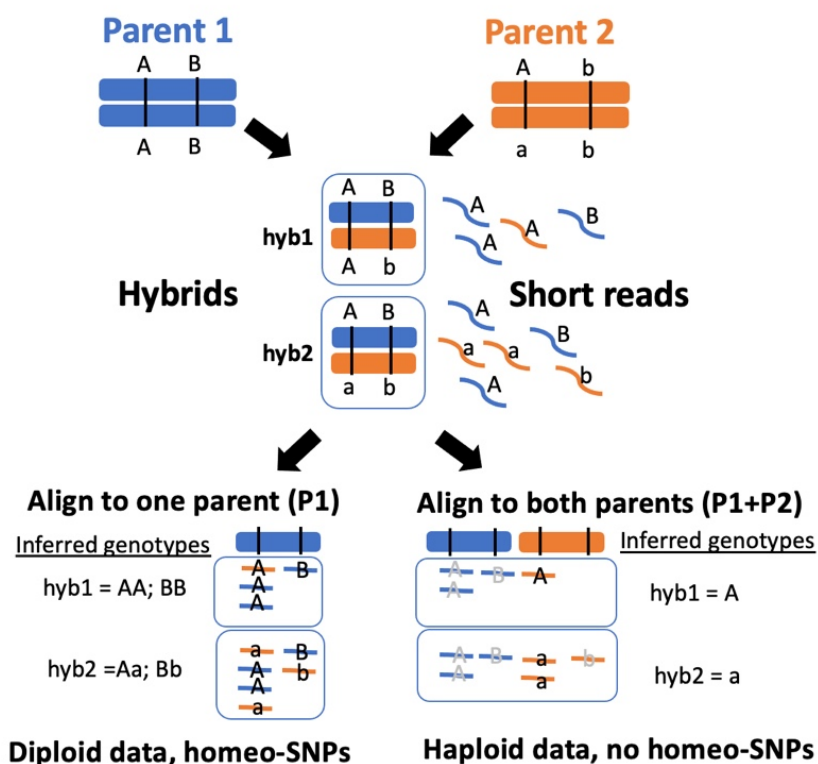 Parent 1
Parent 2
A B
A b
A B
a b
A B
hyb1
A b
A A B A
Hybrids
Short reads
A B
hyb2
a b
A B a a b A
Align to one parent (P1)
Align to both parents (P1+P2)
Inferred genotypes
Inferred genotypes
A B
A
A
hyb1 = AA; BB
A B A
A
hyb1 = A
a B
A b
A
a
hyb2 =Aa; Bb
A B a b
A a
hyb2 = a
Diploid data, homeo-SNPs
Haploid data, no homeo-SNPs